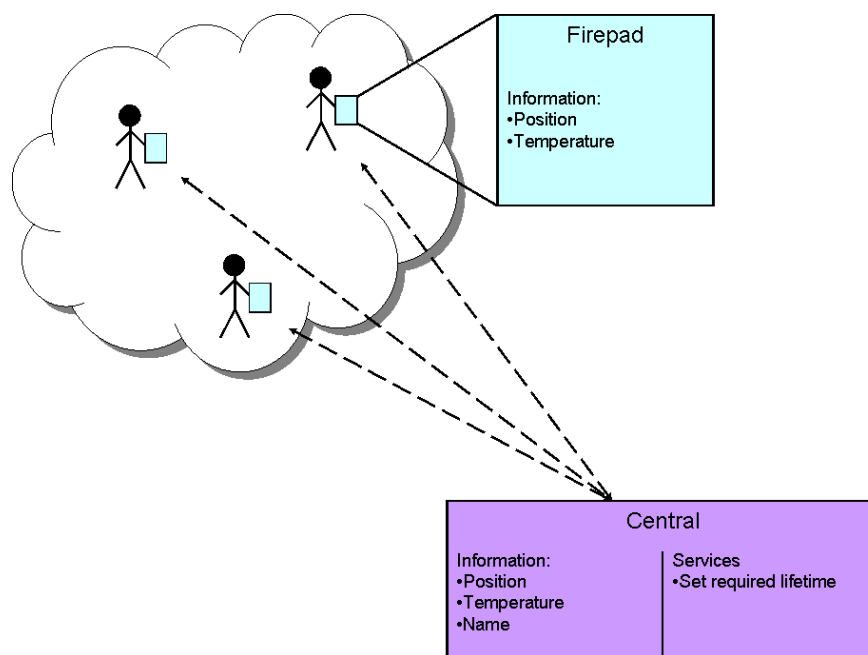 Firepad
Information:
•Position
•Temperature
Central
Information:
•Position
•Temperature
•Name
Services
•Set required lifetime